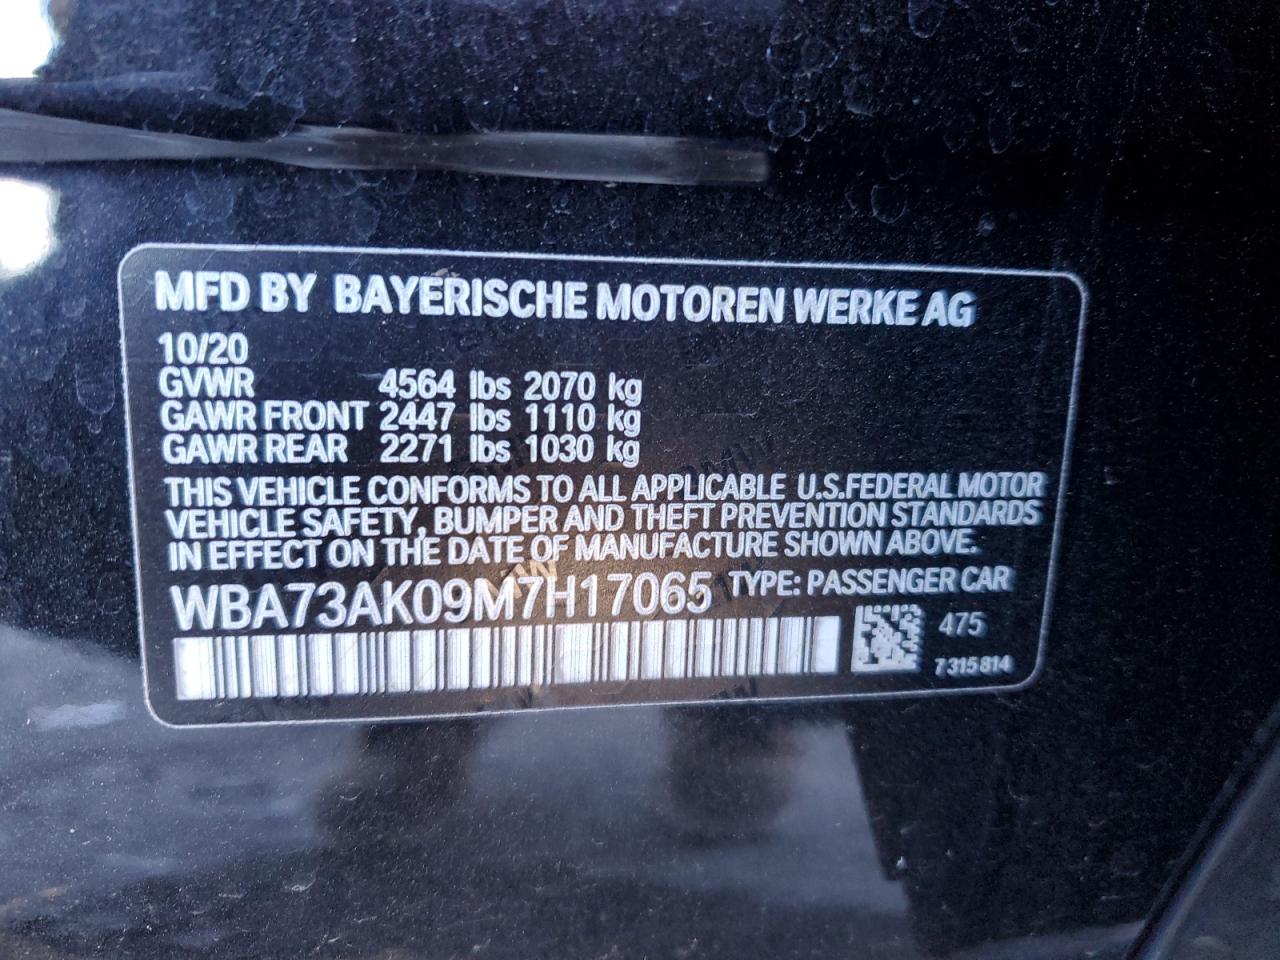 MFD BY BAYERISCHE MOTOREN WERKE AG
10/20
GVWR 4564 lbs 2070 kg
GAWR FRONT 2447 lbs 1110 kg
GAWR REAR 2271 lbs 1030 kg
THIS VEHICLE CONFORMS TO ALL APPLICABLE U.S.FEDERAL MOTOR
VEHICLE SAFETY, BUMPER AND THEFT PREVENTION STANDARDS
IN EFFECT ON THE DATE OF MANUFACTURE SHOWN ABOVE.
WBA73AK09M7H17065 TYPE: PASSENGER CAR
475
7 315 814